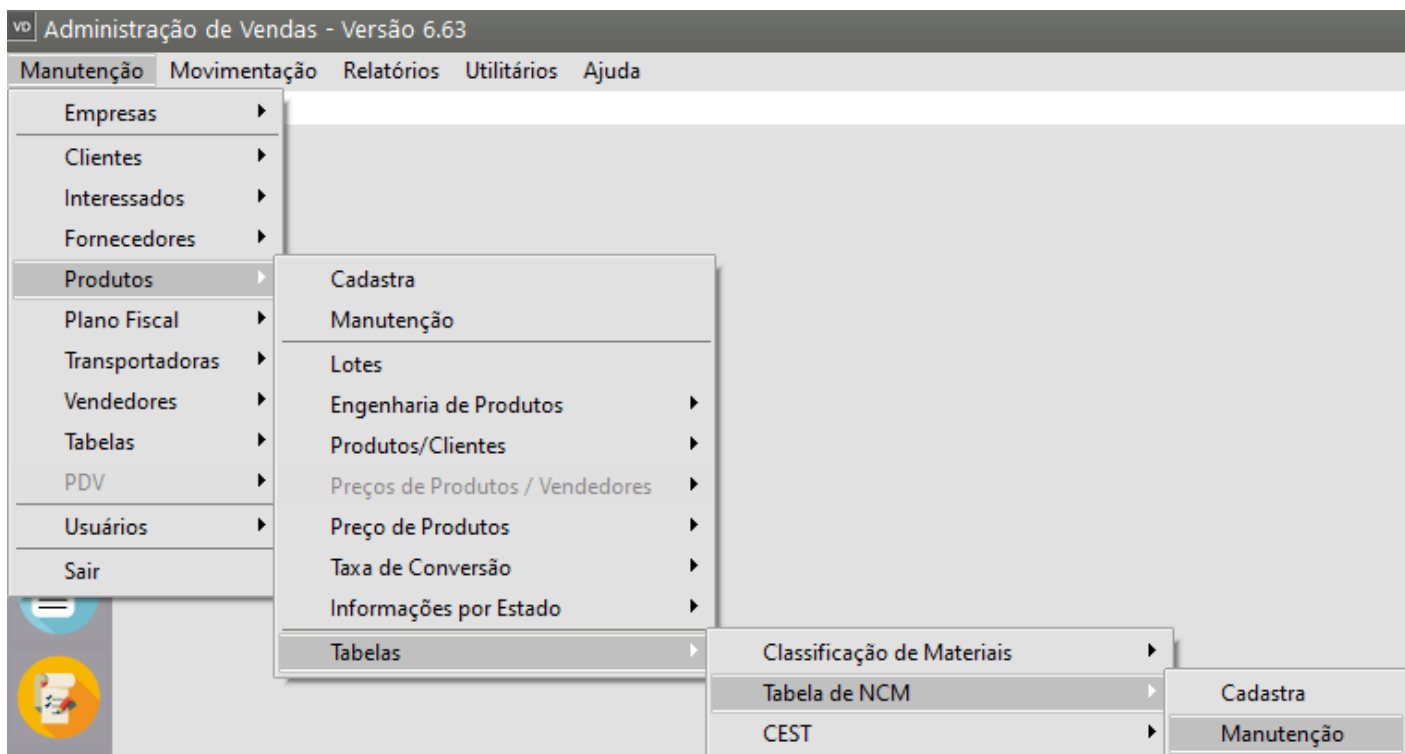 VD Administração de Vendas - Versão 6.63
Manutenção Movimentação Relatórios Utilitários Ajuda
Empresas
Clientes
Interessados
Fornecedores
Produtos
Plano Fiscal
Transportadoras
Vendedores
Tabelas
PDV
Usuários
Sair
Cadastra
Manutenção
Lotes
Engenharia de Produtos
Produtos/Clientes
Preços de Produtos / Vendedores
Preço de Produtos
Taxa de Conversão
Informações por Estado
Tabelas
Classificação de Materiais
Tabela de NCM
CEST
Cadastra
Manutenção